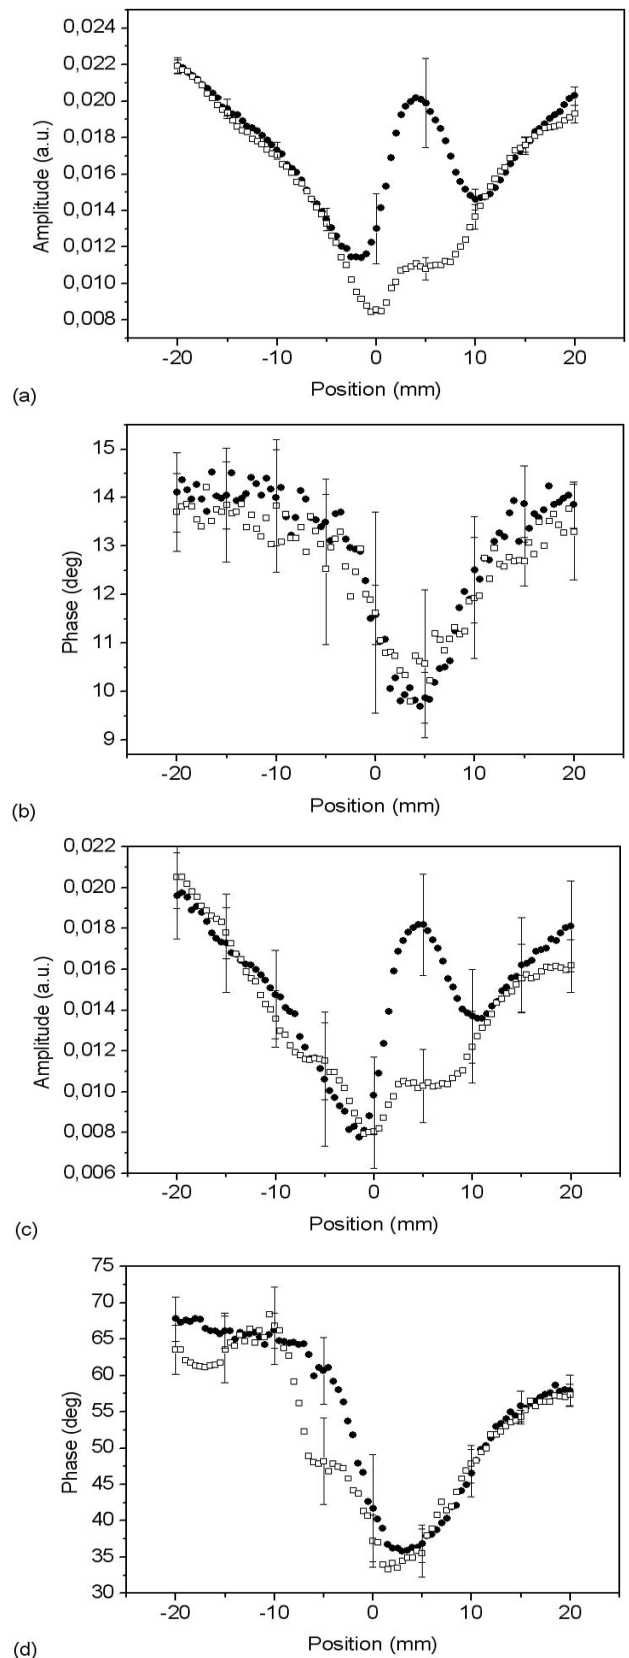 0,024
0,022
0,020
0,018
0,016
0,014
0,012
0,010
0,008
Amplitude (a.u.)
-20 -10 0 10 20
Position (mm)
(a)
15
14
13
12
11
10
9
Phase (deg)
-20 -10 0 10 20
Position (mm)
(b)
0,022
0,020
0,018
0,016
0,014
0,012
0,010
0,008
0,006
Amplitude (a.u.)
-20 -10 0 10 20
Position (mm)
(c)
75
70
65
60
55
50
45
40
35
30
Phase (deg)
-20 -10 0 10 20
Position (mm)
(d)